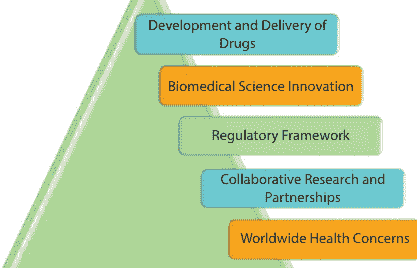 Development and Delivery of
Drugs
Biomedical Science Innovation
Regulatory Framework
Collaborative Research and
Partnerships
Worldwide Health Concerns